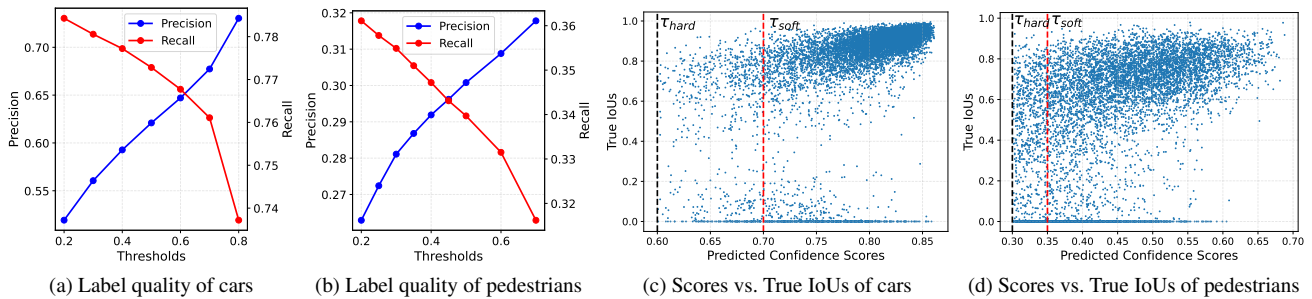 Precision
Recall
0.70
0.65
0.60
0.55
0.78
0.77
0.76
0.75
0.74
0.2 0.4 0.6 0.8
Precision
Recall
Thresholds
(a) Label quality of cars
Precision
Recall
0.32
0.31
0.30
0.29
0.28
0.27
0.36
0.35
0.34
0.33
0.32
0.2 0.4 0.6
Precision
Recall
Thresholds
(b) Label quality of pedestrians
τhard
τsoft
1.0
0.8
0.6
0.4
0.2
0.0
True IoUs
0.60 0.65 0.70 0.75 0.80 0.85
Predicted Confidence Scores
(c) Scores vs. True IoUs of cars
τhard τsoft
1.0
0.8
0.6
0.4
0.2
0.0
True IoUs
0.30 0.35 0.40 0.45 0.50 0.55 0.60 0.65 0.70
Predicted Confidence Scores
(d) Scores vs. True IoUs of pedestrians